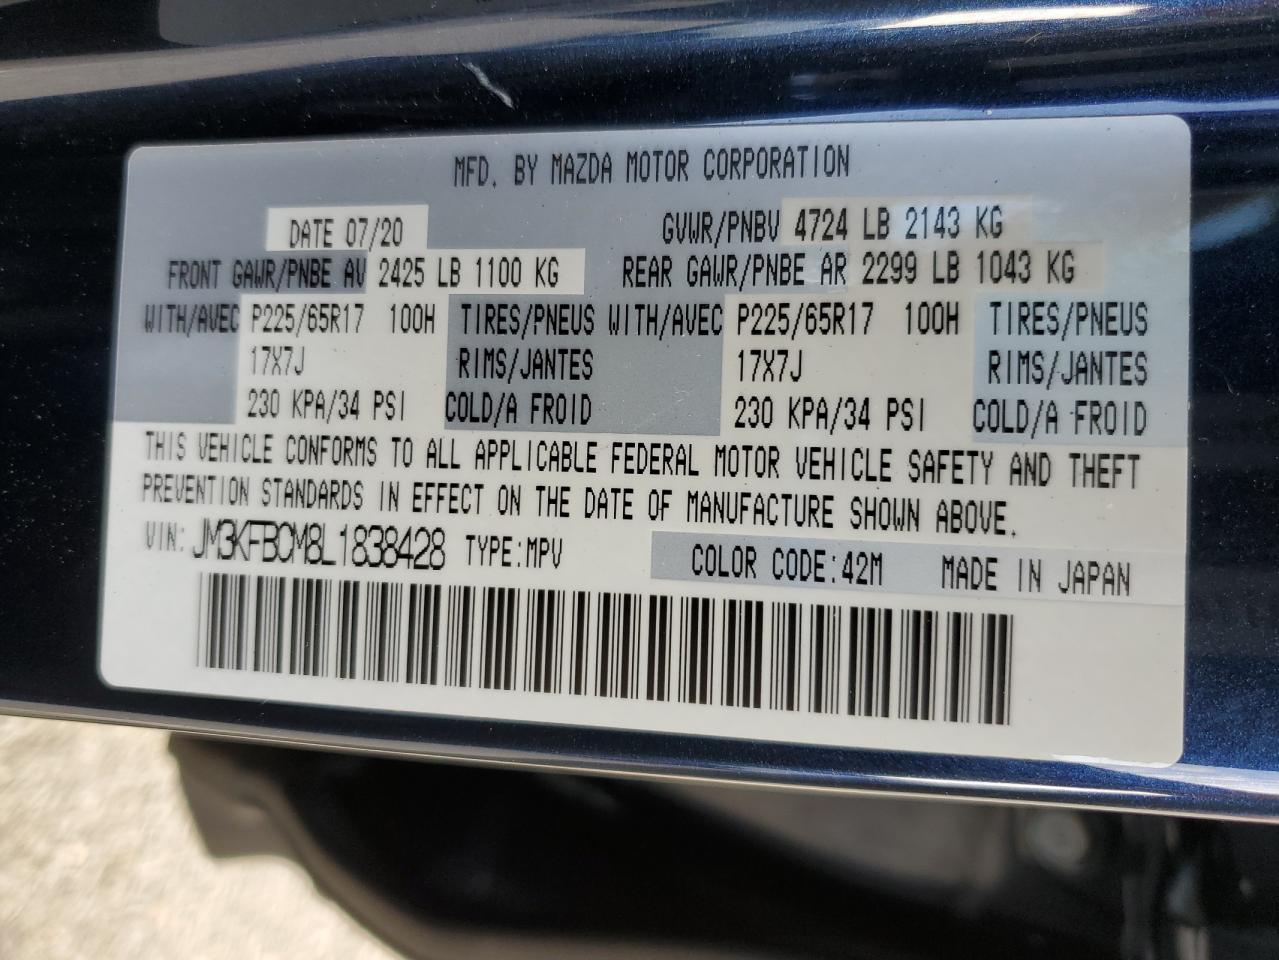 MFD. BY MAZDA MOTOR CORPORATION
DATE 07/20 GVWR/PNBV 4724 LB 2143 KG
FRONT GAWR/PNBE AV 2425 LB 1100 KG REAR GAWR/PNBE AR 2299 LB 1043 KG
WITH/AVEC P225/65R17 100H TIRES/PNEUS WITH/AVEC P225/65R17 100H TIRES/PNEUS
17X7J RIMS/JANTES 17X7J RIMS/JANTES
230 KPA/34 PSI COLD/A FROID 230 KPA/34 PSI COLD/A FROID
THIS VEHICLE CONFORMS TO ALL APPLICABLE FEDERAL MOTOR VEHICLE SAFETY AND THEFT
PREVENTION STANDARDS IN EFFECT ON THE DATE OF MANUFACTURE SHOWN ABOVE.
VIN: JM3KFBCM8L1838428 TYPE:MPV COLOR CODE:42M MADE IN JAPAN